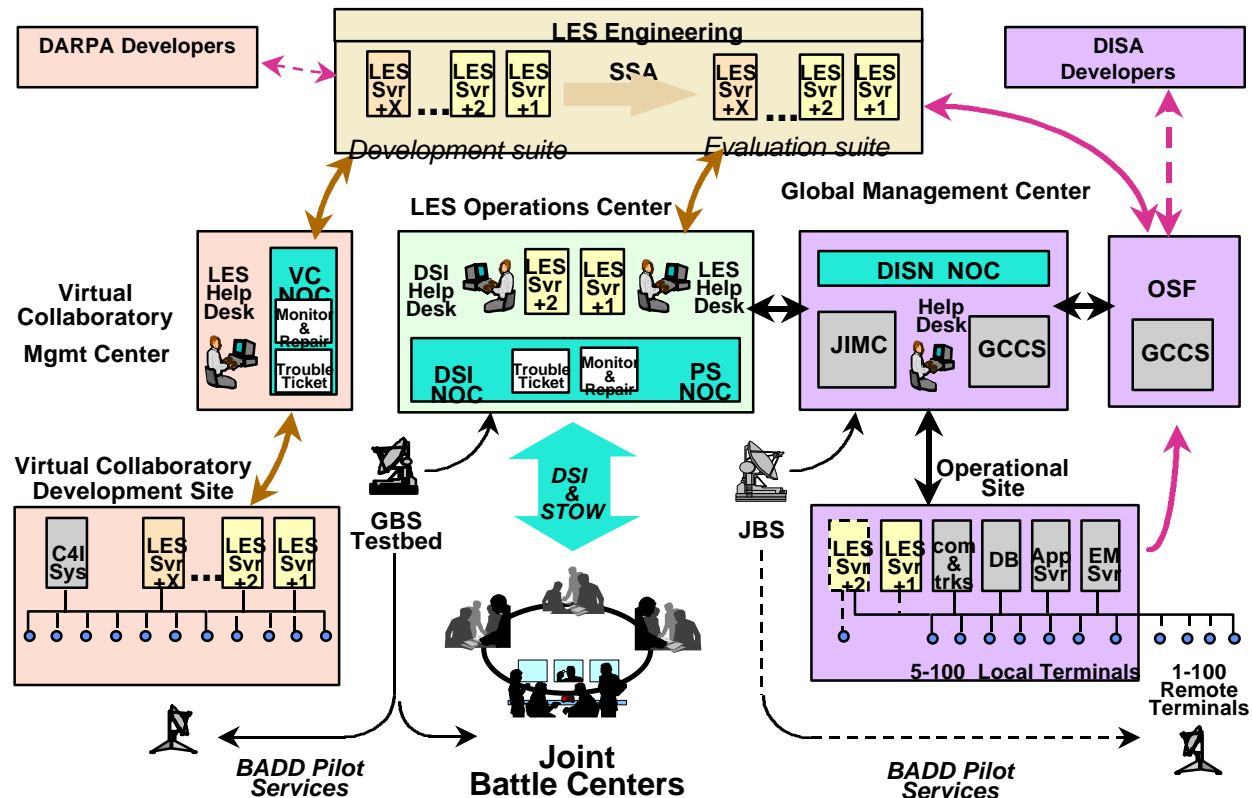 LES Engineering
DARPA Developers
DISA
Developers
LES
Svr
+X
...
LES
Svr
+2
LES
Svr
+1
SSA
LES
Svr
+X
...
LES
Svr
+2
LES
Svr
+1
Development suite
Evaluation suite
Global Management Center
LES Operations Center
Virtual
Collaboratory
Mgmt Center
LES
Help
Desk
VC
NOC
Monitor
&
Repair
Trouble
Ticket
DSI
Help
Desk
LES
Svr
+2
LES
Svr
+1
LES
Help
Desk
DSI
NOC
Trouble
Ticket
Monitor
&
Repair
PS
NOC
DISN NOC
JIMC
Help
Desk
GCCS
OSF
GCCS
Virtual Collaboratory
Development Site
C4I
Sys
LES
Svr
+X
...
LES
Svr
+2
LES
Svr
+1
GBS
Testbed
DSI
&
STOW
JBS
Operational
Site
LES
Svr
+2
LES
Svr
+1
com
&
trks
DB
App
Svr
EM
Svr
5-100 Local Terminals
1-100
Remote
Terminals
BADD Pilot
Services
Joint
Battle Centers
BADD Pilot
Services